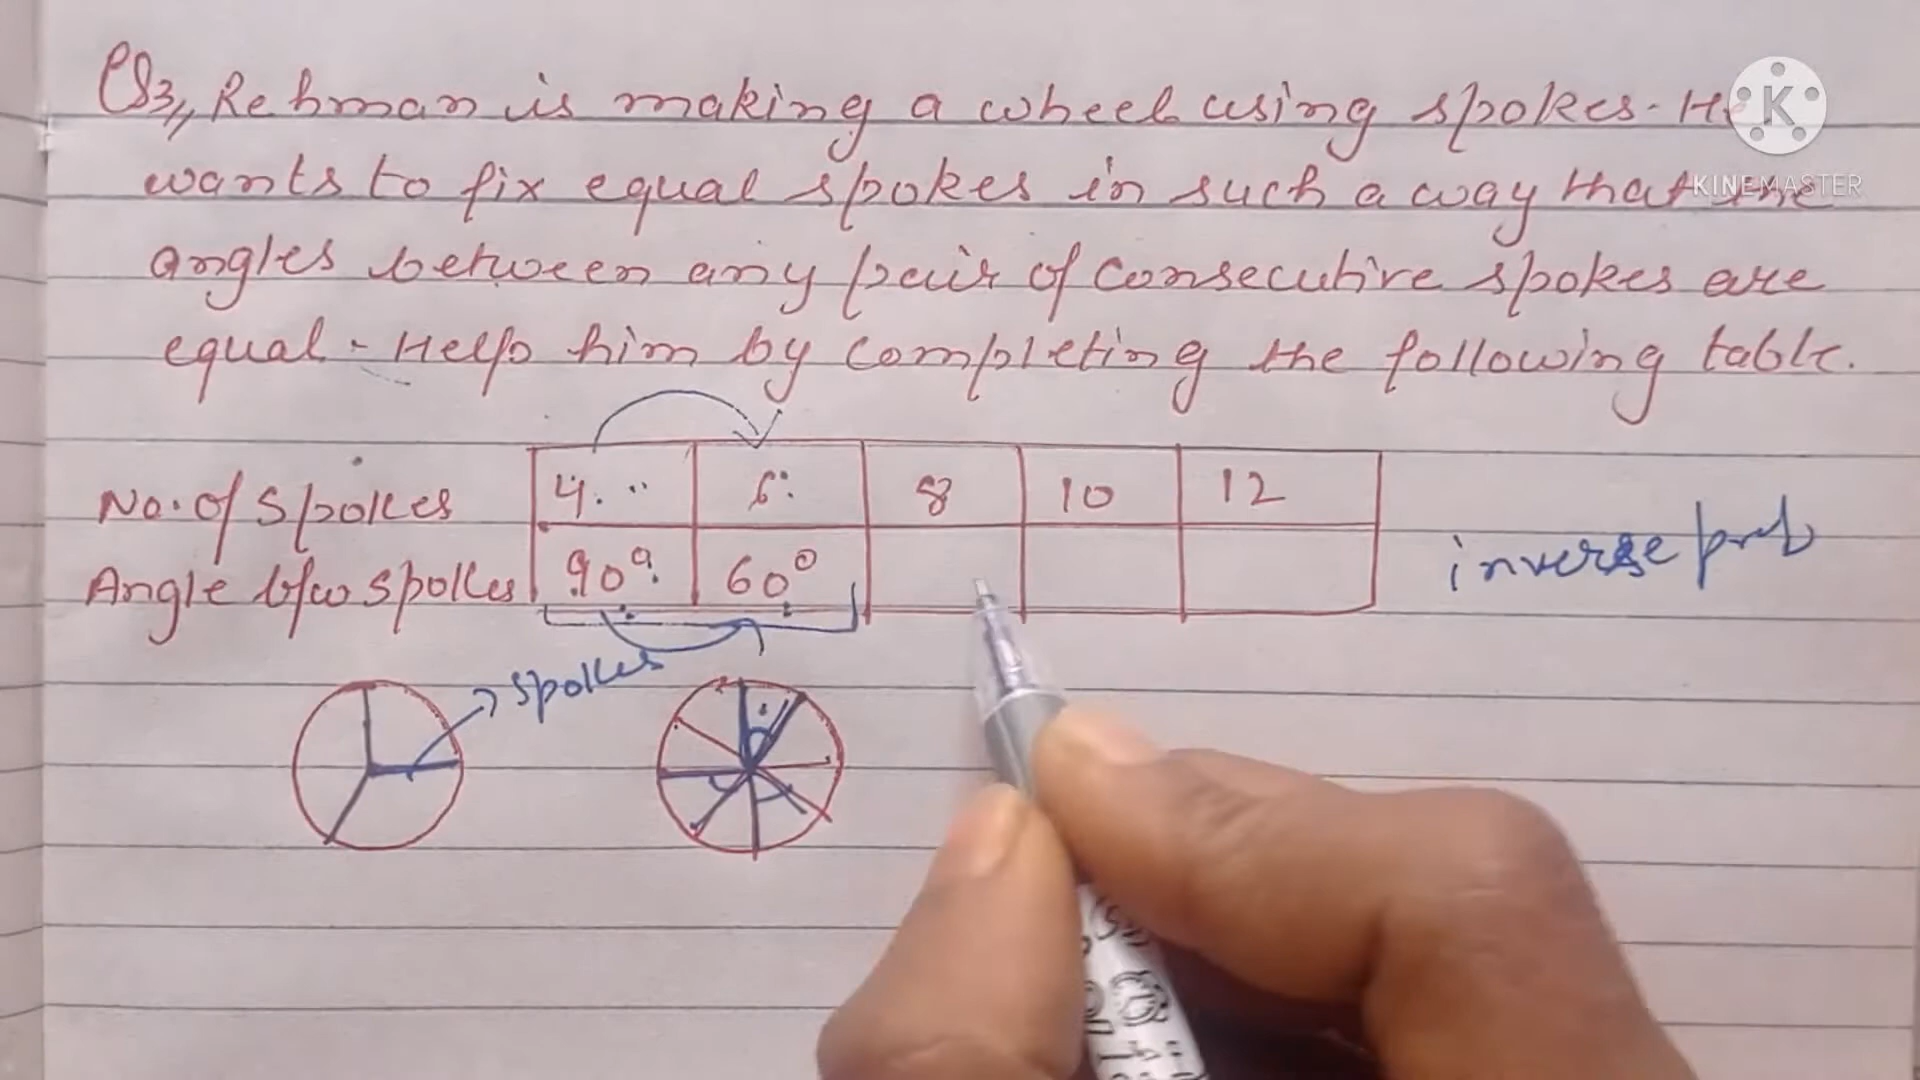 Q3,, Rehman is making a wheel using spokes. He
wants to fix equal spokes in such a way that the
angles between any pair of consecutive spokes are
equal. Help him by completing the following table.
No. of Spokes 4 6 8 10 12
Angle b/w spokes 90° 60°
inverse prop
spokes
K
KINEMASTER